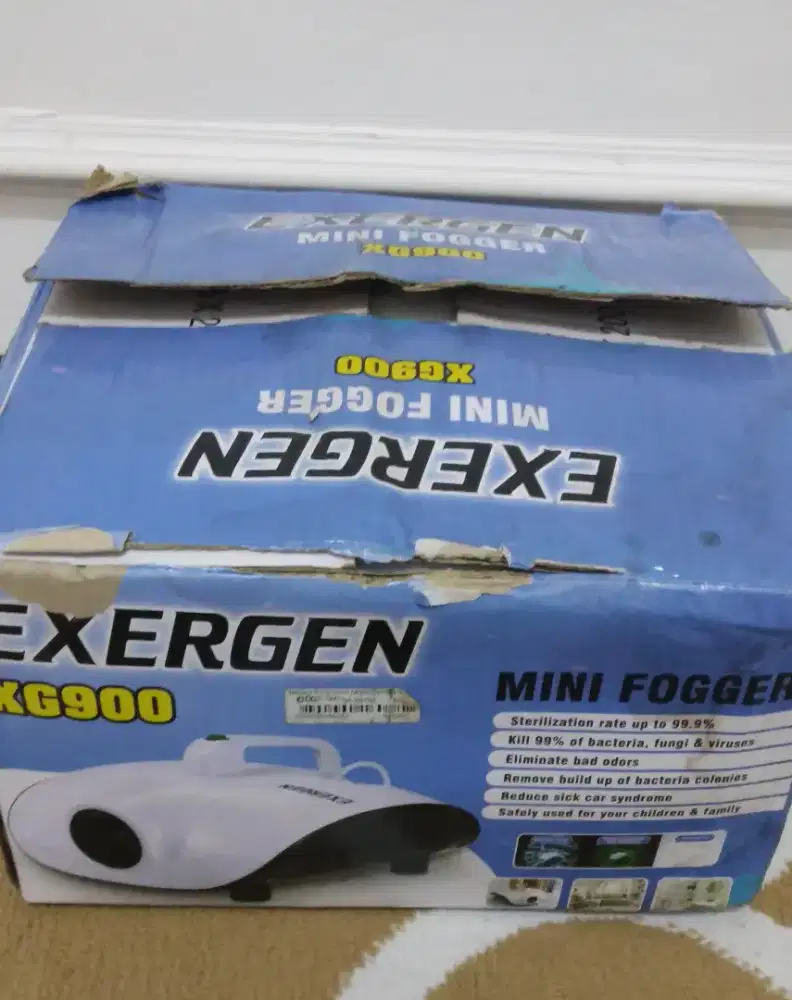 EXERGEN
MINI FOGGER
XG900
XG900
MINI FOGGER
EXERGEN
EXERGEN
XG900
EXERGEN
MINI FOGGER
Sterilization rate up to 99.9%
Kill 99% of bacteria, fungi & viruses
Eliminate bad odors
Remove build up of bacteria colonies
Reduce sick car syndrome
Safely used for your children & family